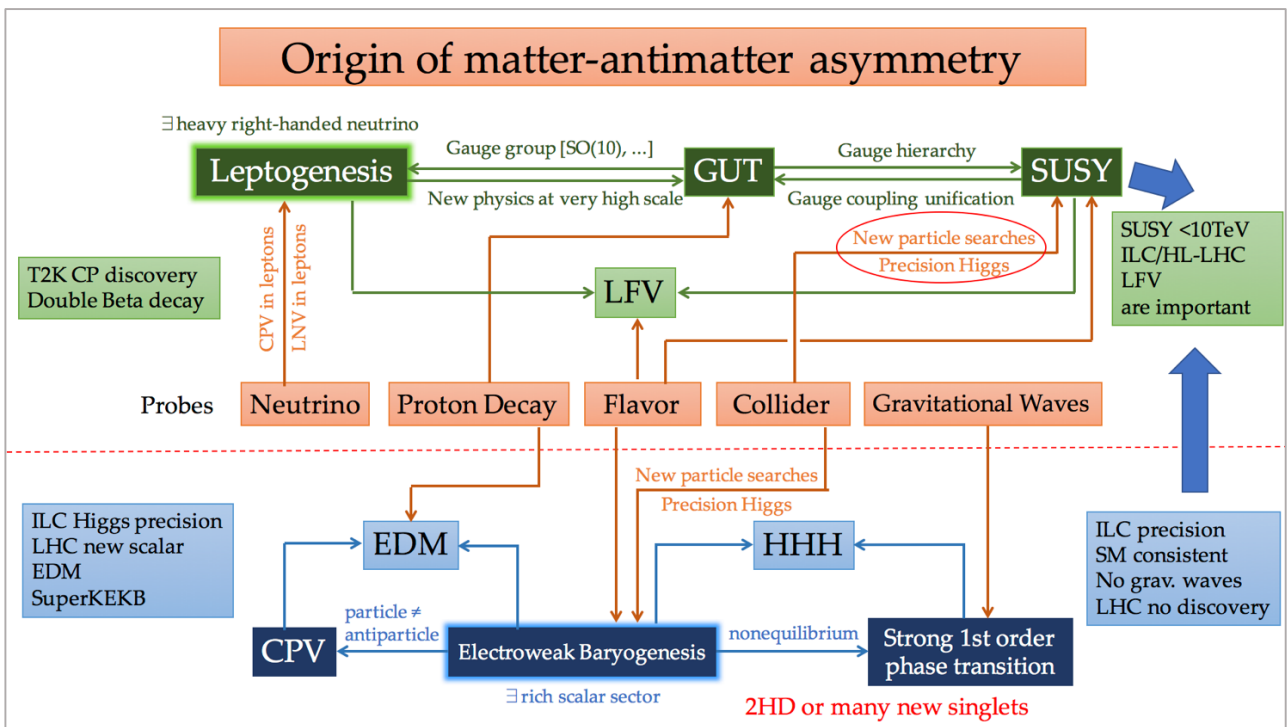 Origin of matter-antimatter asymmetry
∃ heavy right-handed neutrino
Leptogenesis
Gauge group [SO(10), ...]
New physics at very high scale
GUT
Gauge hierarchy
Gauge coupling unification
SUSY
SUSY <10TeV
ILC/HL-LHC
LFV
are important
T2K CP discovery
Double Beta decay
CPV in leptons
LNV in leptons
LFV
New particle searches
Precision Higgs
Probes
Neutrino
Proton Decay
Flavor
Collider
Gravitational Waves
New particle searches
Precision Higgs
ILC Higgs precision
LHC new scalar
EDM
SuperKEKB
EDM
HHH
ILC precision
SM consistent
No grav. waves
LHC no discovery
CPV
particle ≠
antiparticle
Electroweak Baryogenesis
nonequilibrium
Strong 1st order
phase transition
∃ rich scalar sector
2HD or many new singlets